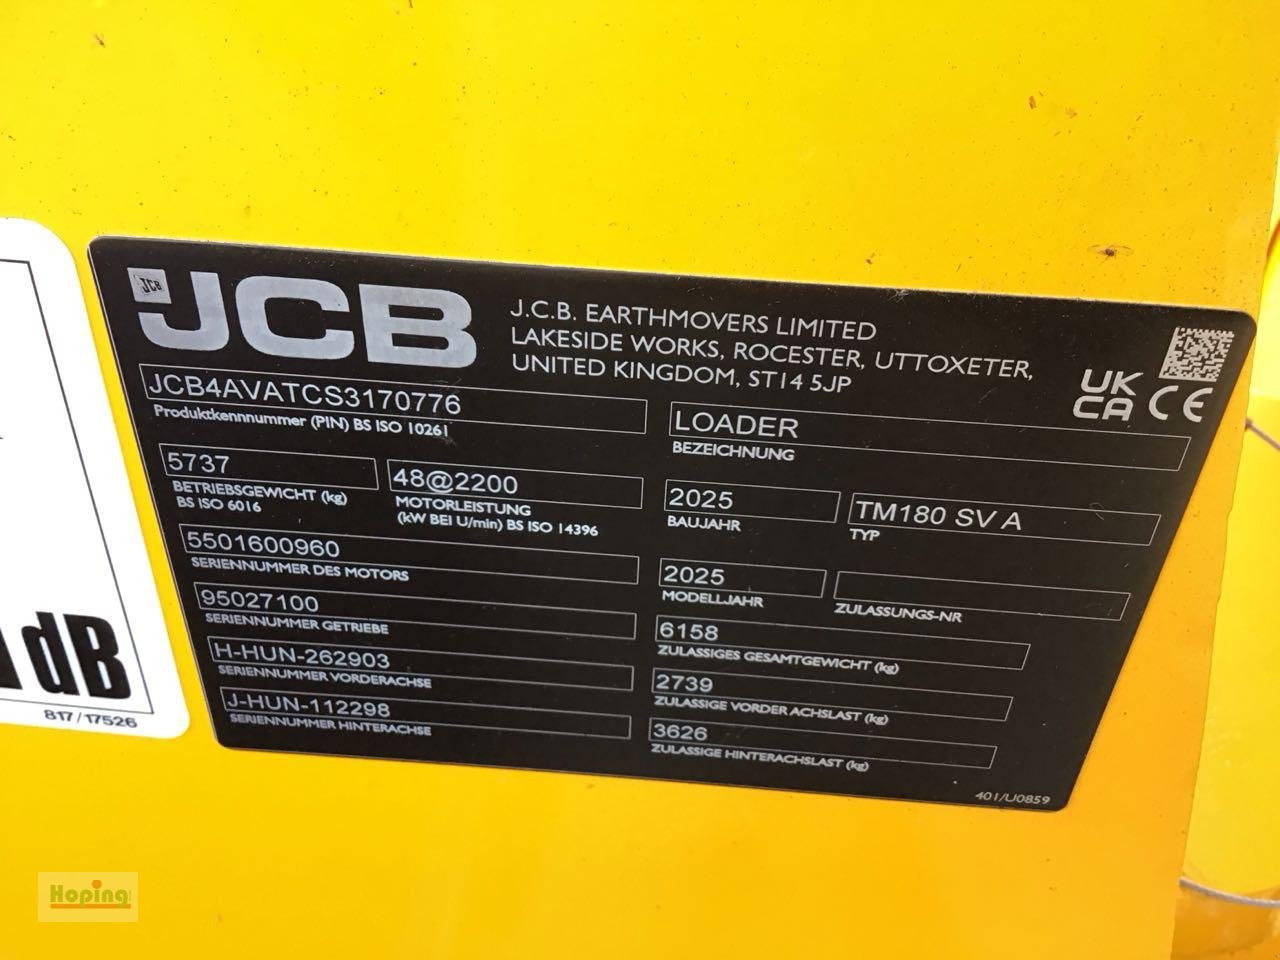 JCB
JCB
J.C.B. EARTHMOVERS LIMITED
LAKESIDE WORKS, ROCESTER, UTTOXETER,
UNITED KINGDOM, ST14 5JP
UK
CA CE
JCB4AVATCS3170776
Produktkennnummer (PIN) BS ISO 10261
LOADER
BEZEICHNUNG
5737
BETRIEBSGEWICHT (kg)
BS ISO 6016
48@2200
MOTORLEISTUNG
(kW BEI U/min) BS ISO 14396
2025
BAUJAHR
TM180 SV A
TYP
5501600960
SERIENNUMMER DES MOTORS
2025
MODELLJAHR
ZULASSUNGS-NR
95027100
SERIENNUMMER GETRIEBE
6158
ZULASSIGES GESAMTGEWICHT (kg)
H-HUN-262903
SERIENNUMMER VORDERACHSE
2739
ZULASSIGE VORDER ACHSLAST (kg)
J-HUN-112298
SERIENNUMMER HINTERACHSE
3626
ZULASSIGE HINTERACHSLAST (kg)
401/U0859
dB
817/17526
Hoping